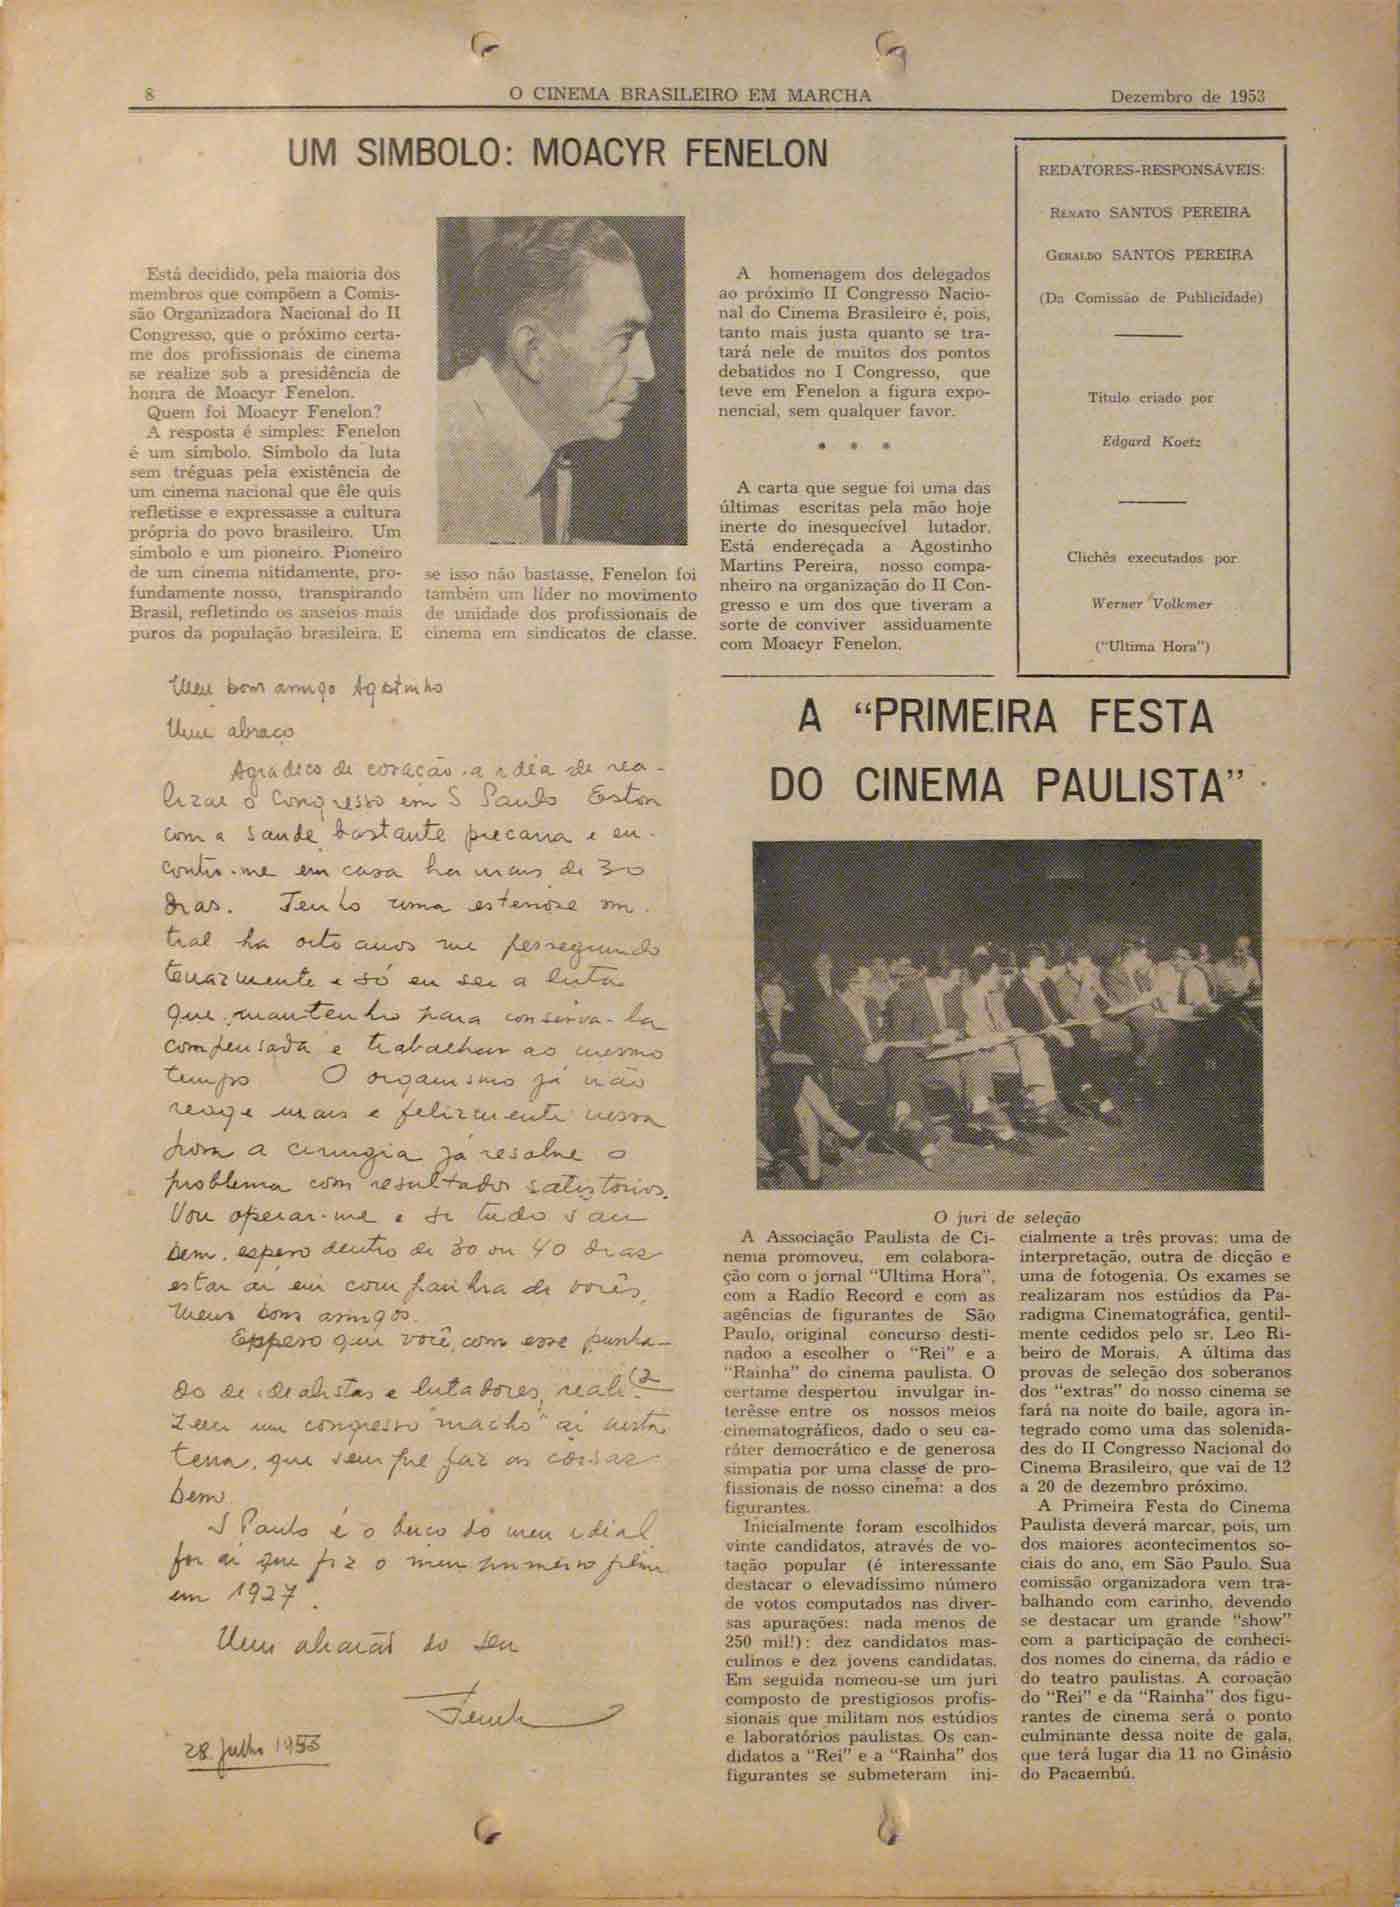 8
O CINEMA BRASILEIRO EM MARCHA
Dezembro de 1953
UM SIMBOLO: MOACYR FENELON
Está decidido, pela maioria dos
membros que compõem a Comis-
são Organizadora Nacional do II
Congresso, que o próximo certa-
me dos profissionais de cinema
se realize sob a presidência de
honra de Moacyr Fenelon.
Quem foi Moacyr Fenelon?
A resposta é simples: Fenelon
é um símbolo. Símbolo da luta
sem tréguas pela existência de
um cinema nacional que êle quis
refletisse e expressasse a cultura
própria do povo brasileiro. Um
símbolo e um pioneiro. Pioneiro
de um cinema nitidamente, pro-
fundamente nosso, transpirando
Brasil, refletindo os anseios mais
puros da população brasileira. E
se isso não bastasse, Fenelon foi
também um líder no movimento
de unidade dos profissionais de
cinema em sindicatos de classe.
A homenagem dos delegados
ao próximo II Congresso Nacio-
nal do Cinema Brasileiro é, pois,
tanto mais justa quanto se tra-
tará nele de muitos dos pontos
debatidos no I Congresso, que
teve em Fenelon a figura expo-
nencial, sem qualquer favor.
* * *
A carta que segue foi uma das
últimas escritas pela mão hoje
inerte do inesquecível lutador.
Está endereçada a Agostinho
Martins Pereira, nosso compa-
nheiro na organização do II Con-
gresso e um dos que tiveram a
sorte de conviver assiduamente
com Moacyr Fenelon.
REDATORES-RESPONSÁVEIS:
RENATO SANTOS PEREIRA
GERALDO SANTOS PEREIRA
(Da Comissão de Publicidade)
Título criado por
Edgard Koetz
Clichês executados por
Werner Volkmer
("Ultima Hora")
Meu bom amigo Agostinho
Um abraço
Agradeço de coração a idéia de rea-
lizar o Congresso em S Paulo Estou
com a saude bastante precaria e en-
contro-me em casa ha mais de 30
dias. Tenho uma estenose mi-
tral ha oito anos me perseguindo
tenazmente e só eu sei a luta
que mantenho para conserva-la
compensada e trabalhar ao mesmo
tempo O organismo já não
reage mais e felizmente nessa
hora a cirurgia já resolve o
problema com resultados satisfatorios.
Vou operar-me e se tudo sair
bem, espero dentro de 30 ou 40 dias
estar ai em companhia de vocês,
meus bons amigos.
Espero que você, com esse punha-
do de idealistas e lutadores, reali-
zem um congresso "macho" ai nesta
terra, que sempre faz as coisas
bem.
S Paulo é o berço do meu ideal
foi ai que fiz o meu primeiro filme
em 1927.
Um abraço do seu
28 Julho 1953
A "PRIMEIRA FESTA
DO CINEMA PAULISTA"
O juri de seleção
A Associação Paulista de Ci-
nema promoveu, em colabora-
ção com o jornal "Ultima Hora",
com a Radio Record e com as
agências de figurantes de São
Paulo, original concurso desti-
nadoo a escolher o "Rei" e a
"Rainha" do cinema paulista. O
certame despertou invulgar in-
terêsse entre os nossos meios
cinematográficos, dado o seu ca-
ráter democrático e de generosa
simpatia por uma classe de pro-
fissionais de nosso cinema: a dos
figurantes.
Inicialmente foram escolhidos
vinte candidatos, através de vo-
tação popular (é interessante
destacar o elevadíssimo número
de votos computados nas diver-
sas apurações: nada menos de
250 mil!): dez candidatos mas-
culinos e dez jovens candidatas.
Em seguida nomeou-se um juri
composto de prestigiosos profis-
sionais que militam nos estúdios
e laboratórios paulistas. Os can-
didatos a "Rei" e a "Rainha" dos
figurantes se submeteram ini-
cialmente a três provas: uma de
interpretação, outra de dicção e
uma de fotogenia. Os exames se
realizaram nos estúdios da Pa-
radigma Cinematográfica, gentil-
mente cedidos pelo sr. Leo Ri-
beiro de Morais. A última das
provas de seleção dos soberanos
dos "extras" do nosso cinema se
fará na noite do baile, agora in-
tegrado como uma das solenida-
des do II Congresso Nacional do
Cinema Brasileiro, que vai de 12
a 20 de dezembro próximo.
A Primeira Festa do Cinema
Paulista deverá marcar, pois, um
dos maiores acontecimentos so-
ciais do ano, em São Paulo. Sua
comissão organizadora vem tra-
balhando com carinho, devendo
se destacar um grande "show"
com a participação de conheci-
dos nomes do cinema, da rádio e
do teatro paulistas. A coroação
do "Rei" e da "Rainha" dos figu-
rantes de cinema será o ponto
culminante dessa noite de gala,
que terá lugar dia 11 no Ginásio
do Pacaembú.